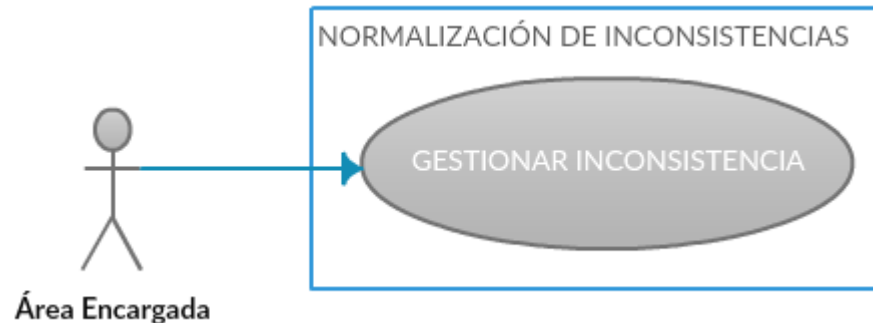 NORMALIZACIÓN DE INCONSISTENCIAS
GESTIONAR INCONSISTENCIA
Área Encargada